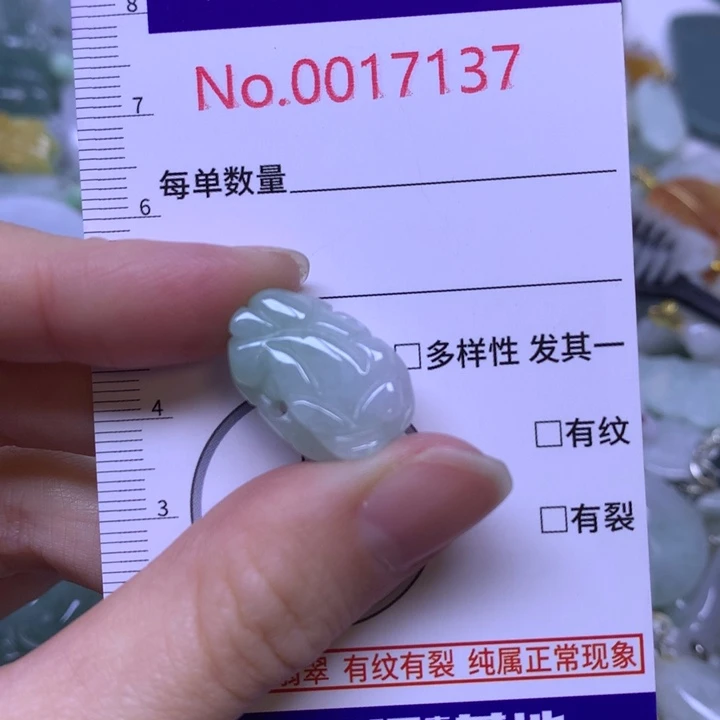 8
No.0017137
7
每单数量
6
□多样性 发其一
4
□有纹
3
□有裂
翡翠 有纹有裂 纯属正常现象